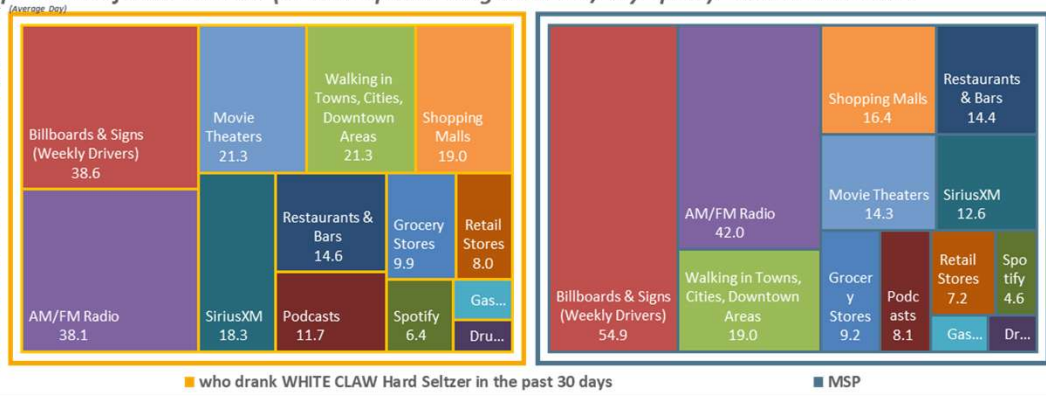 (Average Day)
Billboards & Signs
(Weekly Drivers)
38.6
Movie
Theaters
21.3
Walking in
Towns, Cities,
Downtown
Areas
21.3
Shopping
Malls
19.0
AM/FM Radio
38.1
SiriusXM
18.3
Restaurants &
Bars
14.6
Grocery
Stores
9.9
Retail
Stores
8.0
Podcasts
11.7
Spotify
6.4
Gas...
Dru...
Billboards & Signs
(Weekly Drivers)
54.9
AM/FM Radio
42.0
Walking in Towns,
Cities, Downtown
Areas
19.0
Shopping Malls
16.4
Restaurants
& Bars
14.4
Movie Theaters
14.3
SiriusXM
12.6
Grocer
y
Stores
9.2
Podc
asts
8.1
Retail
Stores
7.2
Spo
tify
4.6
Gas...
Dr...
who drank WHITE CLAW Hard Seltzer in the past 30 days
MSP